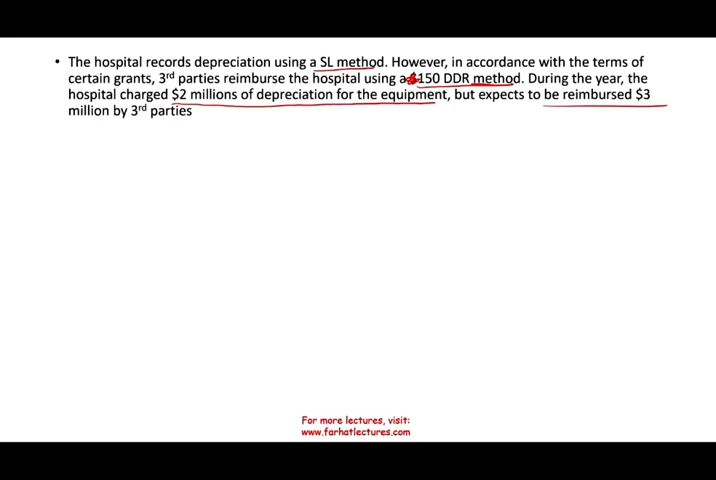 • The hospital records depreciation using a SL method. However, in accordance with the terms of
certain grants, 3rd parties reimburse the hospital using a 150 DDR method. During the year, the
hospital charged $2 millions of depreciation for the equipment, but expects to be reimbursed $3
million by 3rd parties
For more lectures, visit:
www.farhatlectures.com